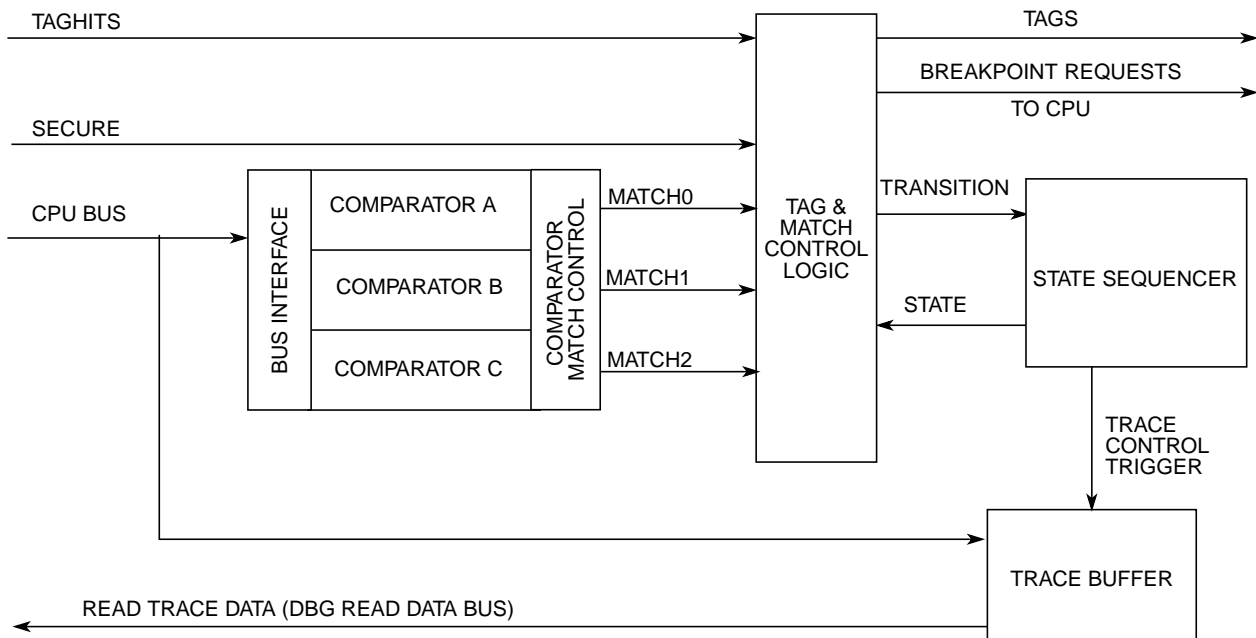 TAGHITS
TAGS
BREAKPOINT REQUESTS
TO CPU
SECURE
CPU BUS
BUS INTERFACE
COMPARATOR A
COMPARATOR B
COMPARATOR C
COMPARATOR
MATCH CONTROL
MATCH0
MATCH1
MATCH2
TAG &
MATCH
CONTROL
LOGIC
TRANSITION
STATE
STATE SEQUENCER
TRACE
CONTROL
TRIGGER
TRACE BUFFER
READ TRACE DATA (DBG READ DATA BUS)